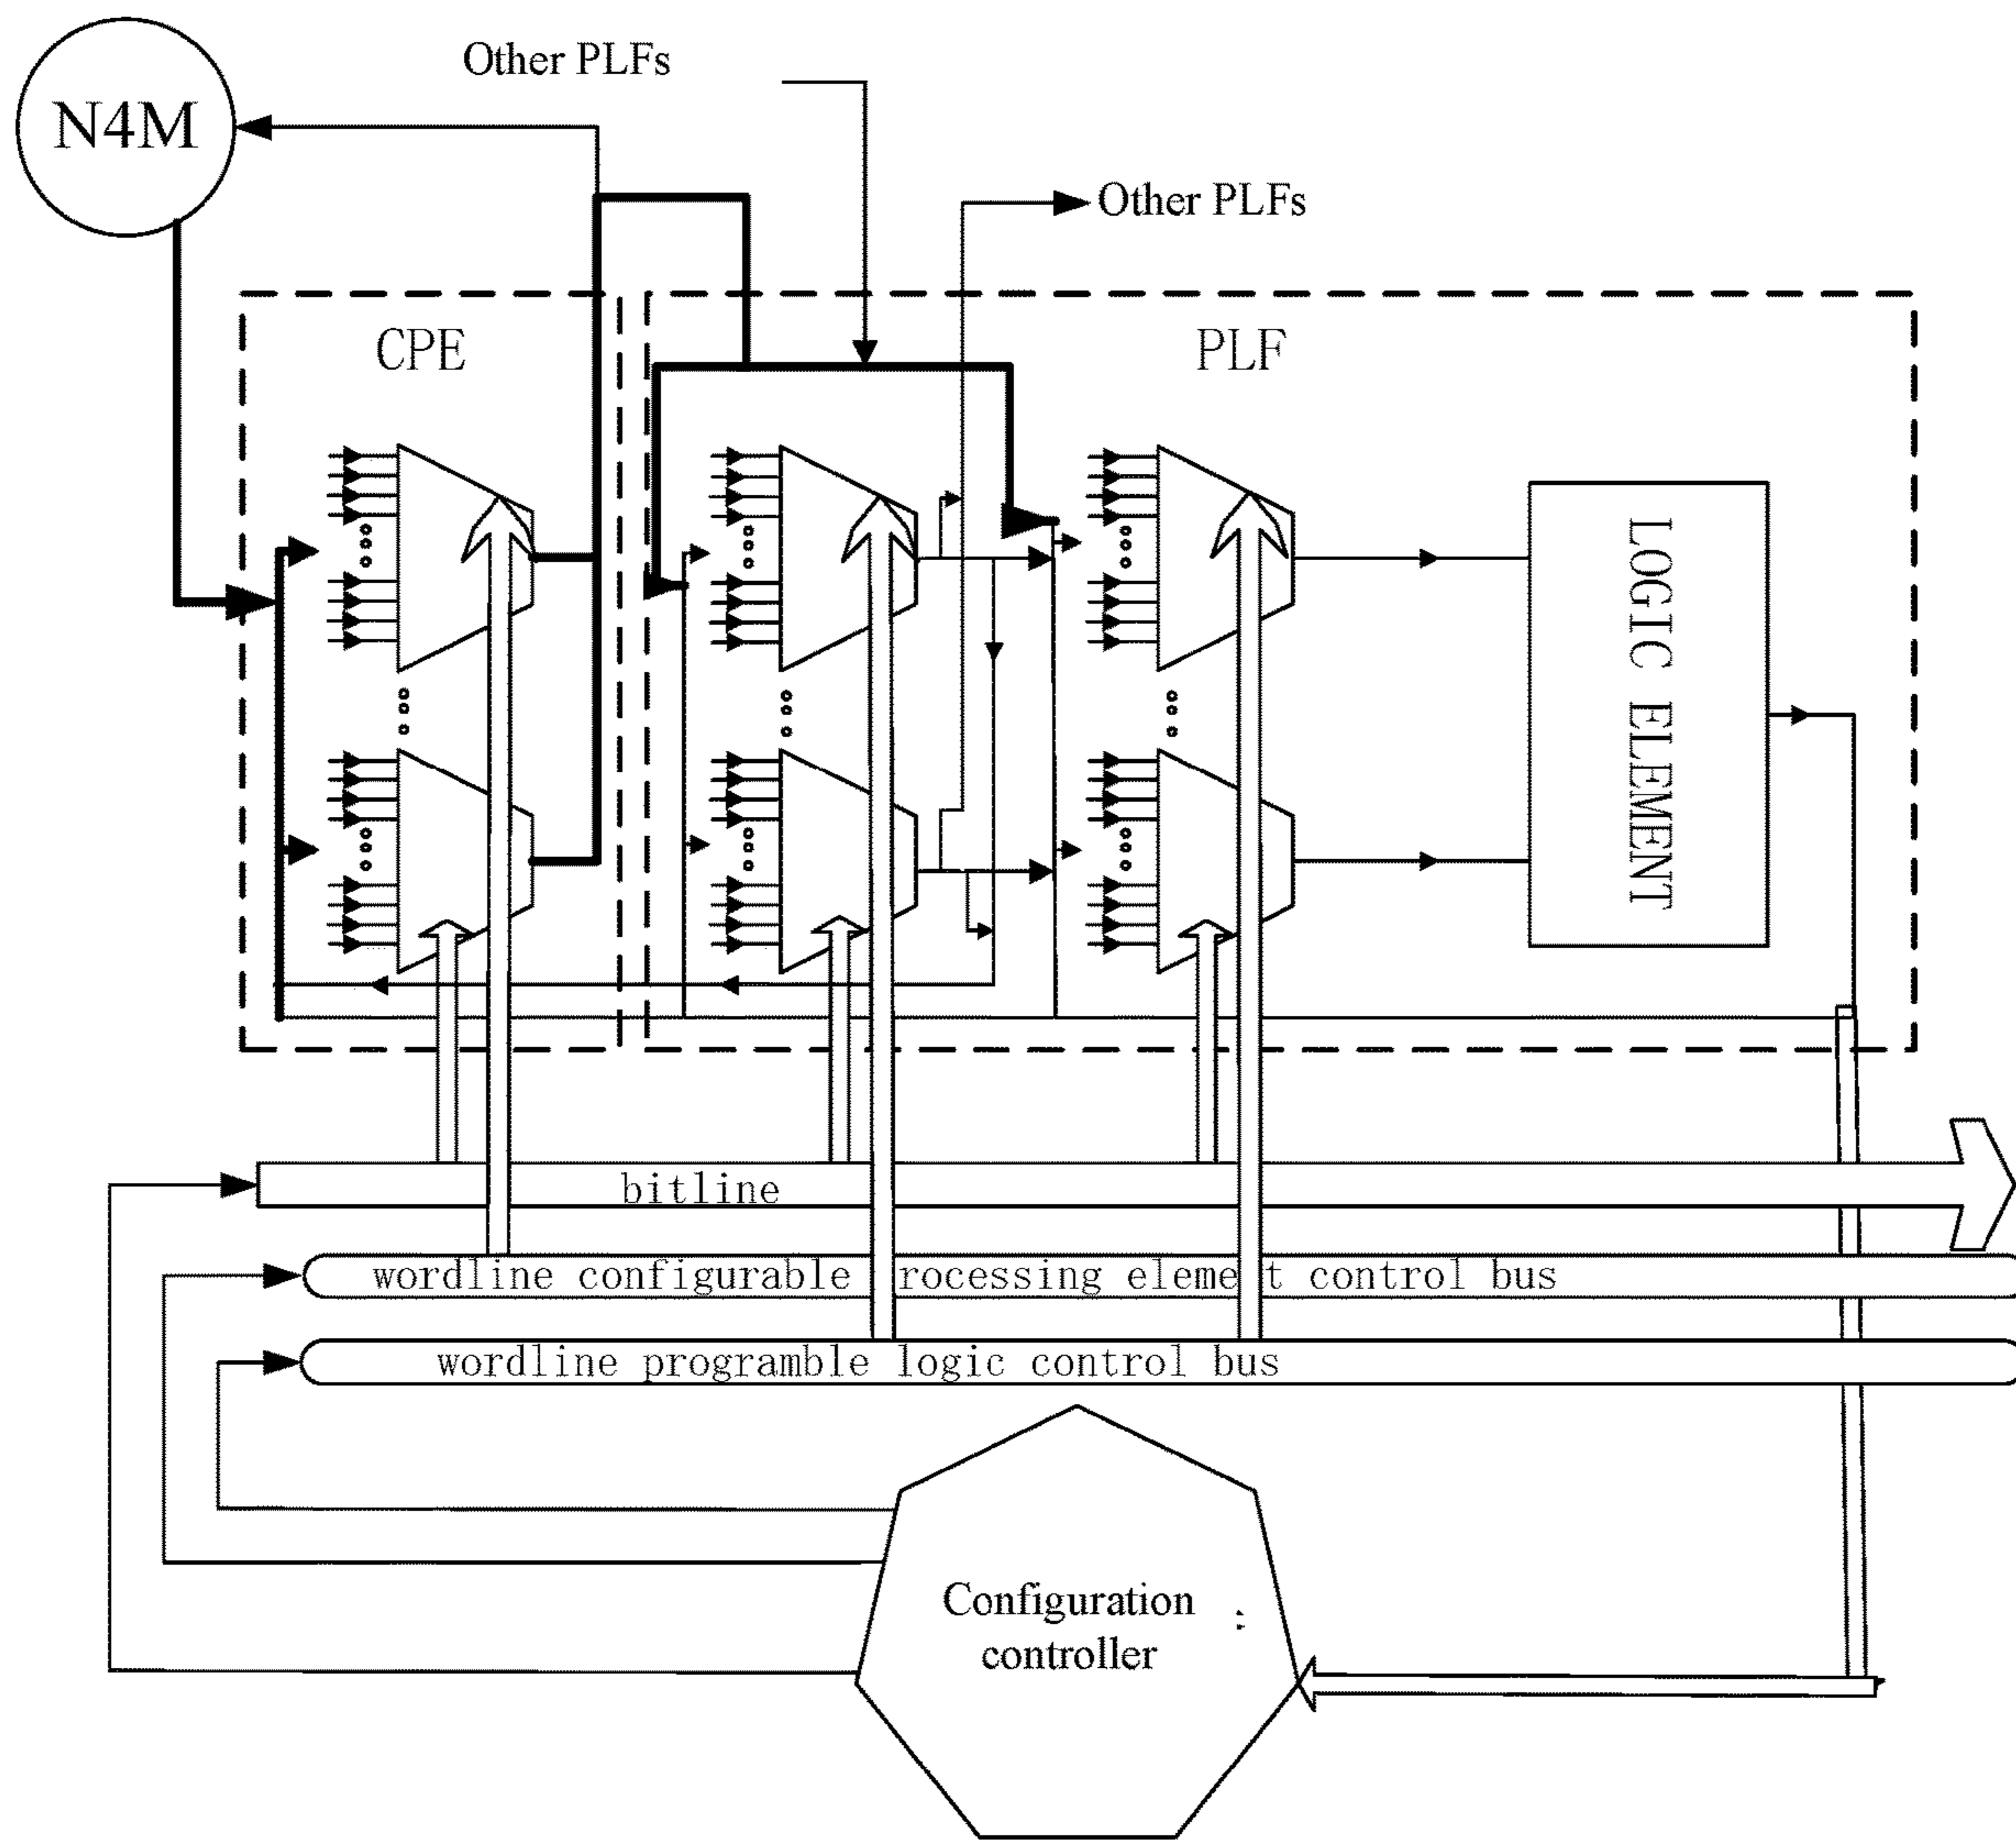 Other PLFs
N4M
Other PLFs
CPE
PLF
LOGIC ELEMENT
bitline
wordline configurable rocessing element control bus
wordline programble logic control bus
Configuration :
controller